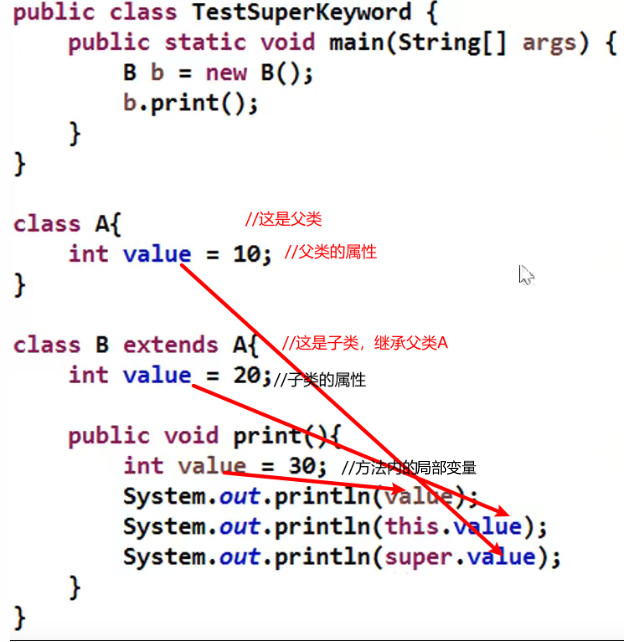 public class TestSuperKeyword {
public static void main(String[] args) {
B b = new B();
b.print();
}
}
class A{ //这是父类
int value = 10; //父类的属性
}
class B extends A{ //这是子类，继承父类A
int value = 20;//子类的属性
public void print(){
int value = 30; //方法内的局部变量
System.out.println(value);
System.out.println(this.value);
System.out.println(super.value);
}
}